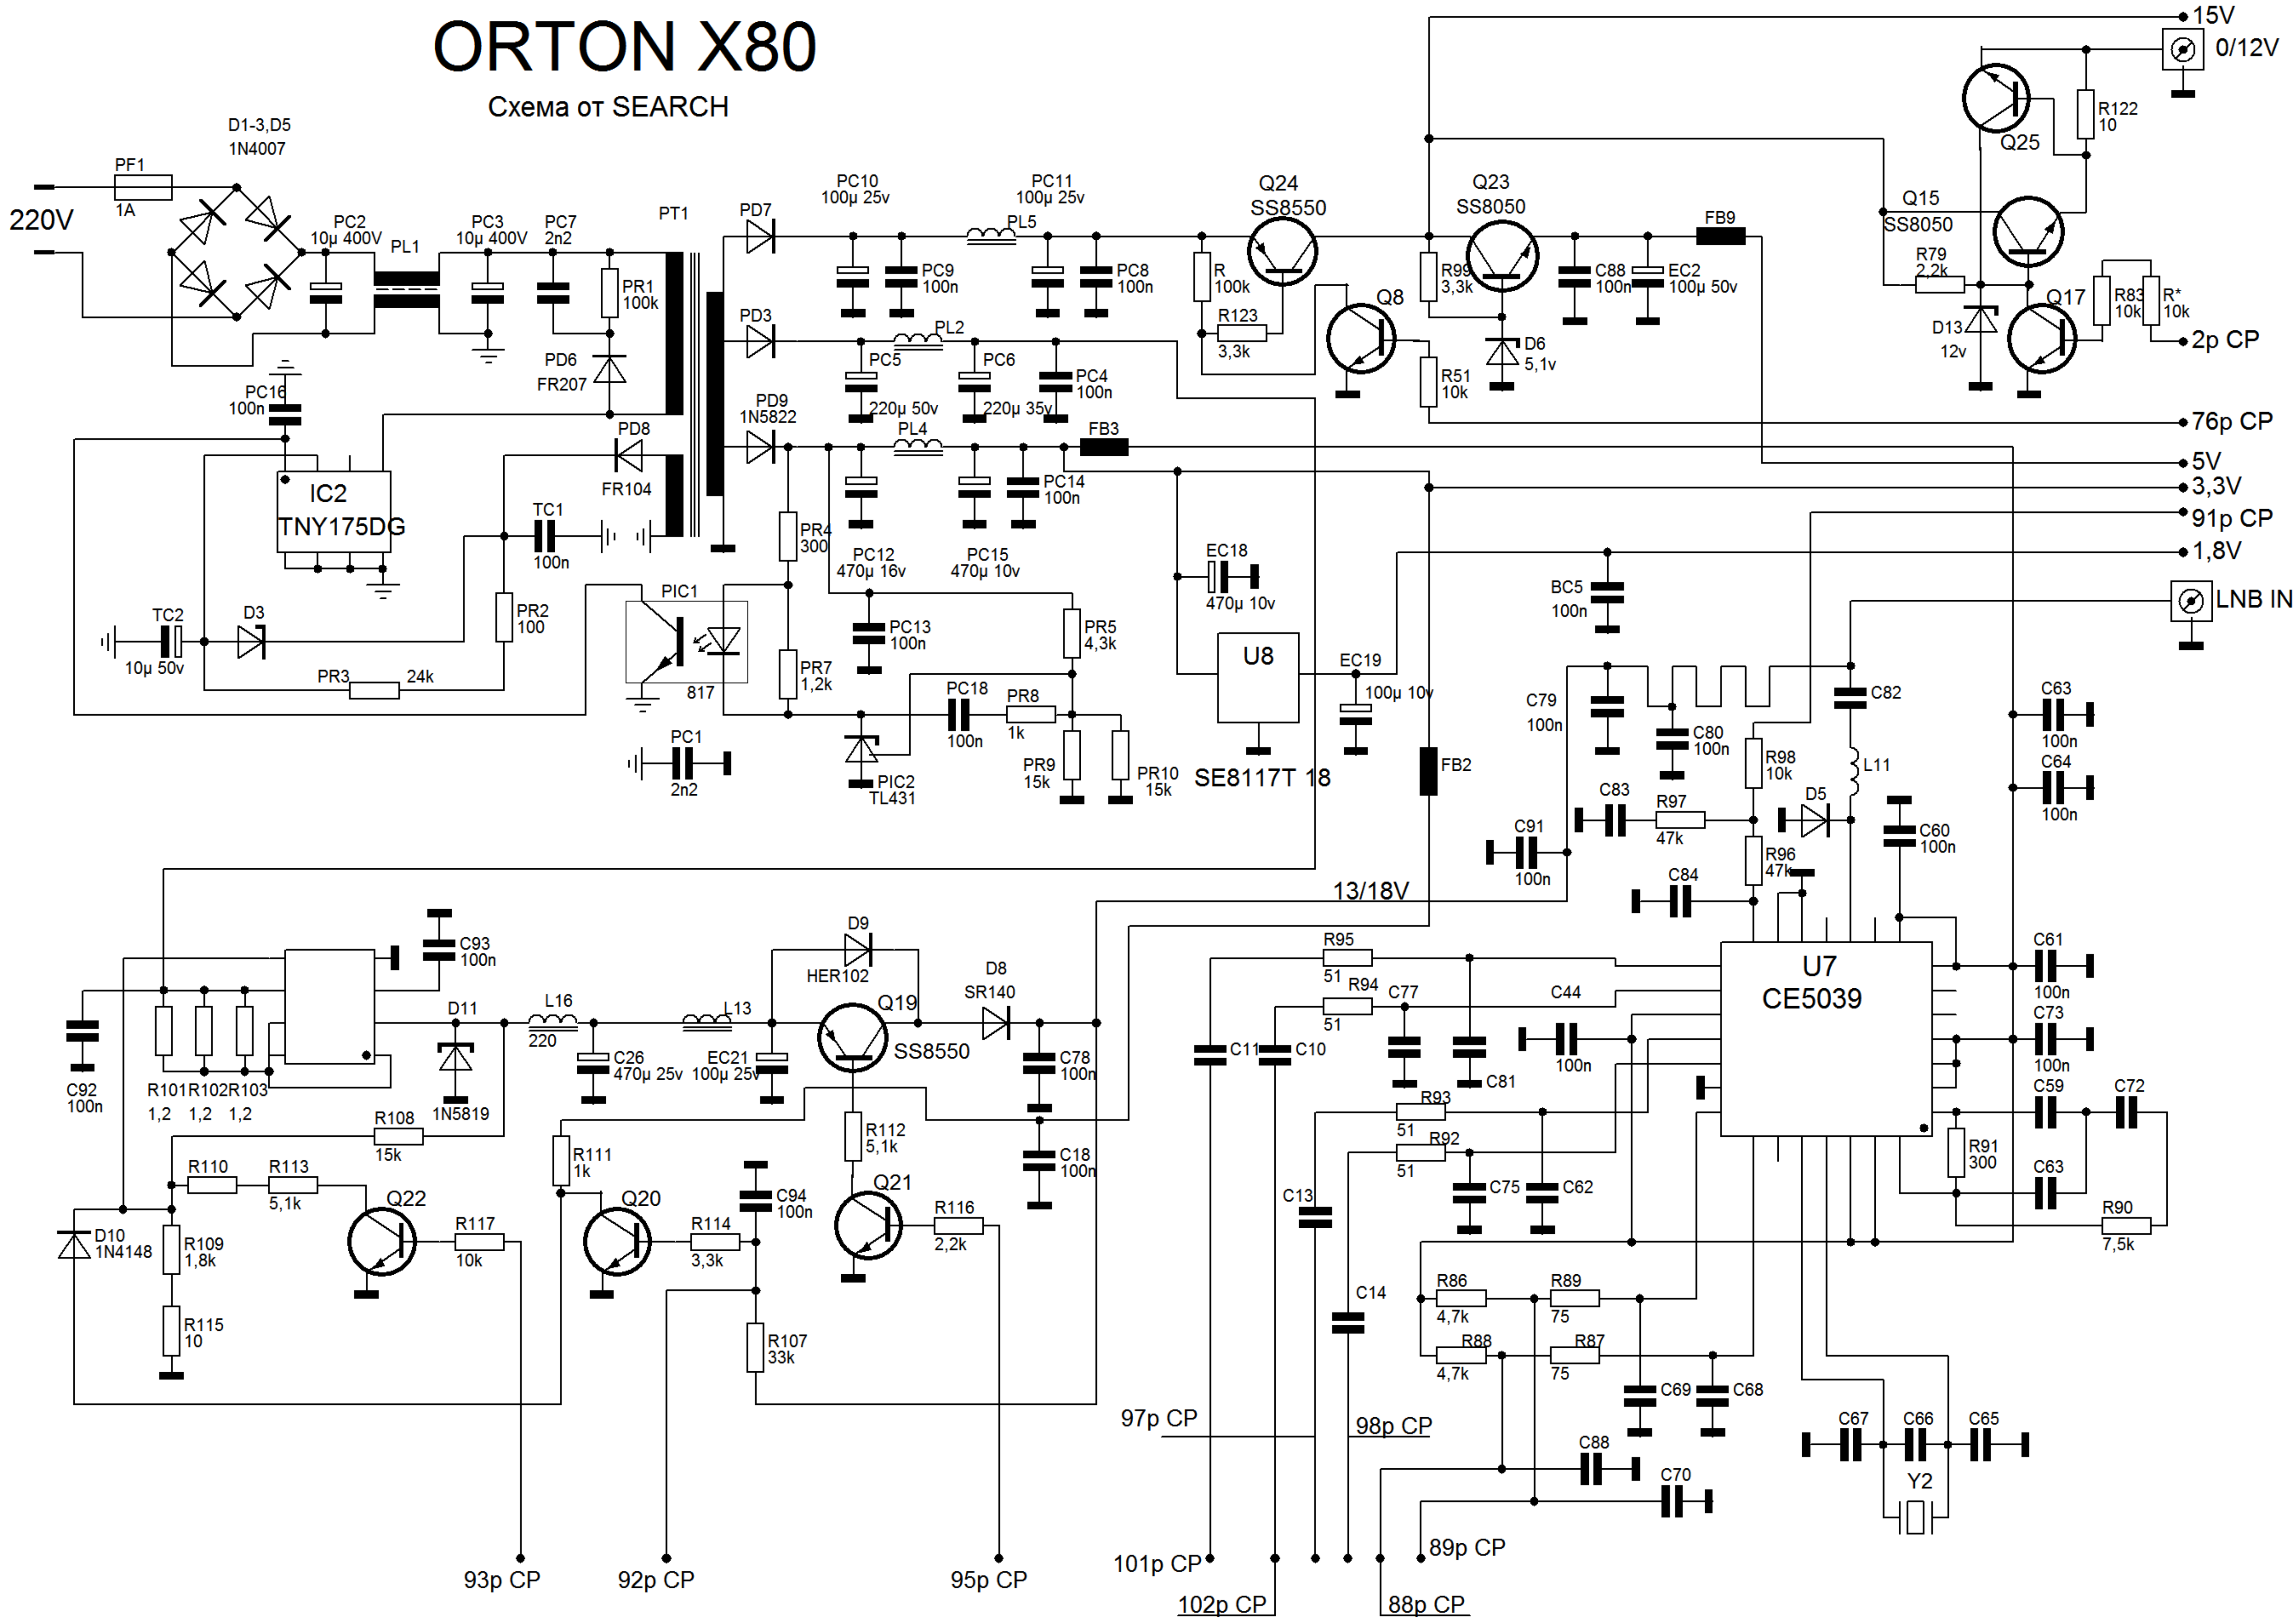 ORTON X80
Схема от SEARCH
15V
0/12V
D1-3,D5
1N4007
PF1
1A
220V
PC2
10µ 400V
PL1
PC3
10µ 400V
PC7
2n2
PR1
100k
PT1
PD7
PC10
100µ 25v
PC9
100n
PL5
PC11
100µ 25v
PC8
100n
R
100k
R123
3,3k
Q24
SS8550
Q8
R99
3,3k
R51
10k
Q23
SS8050
D6
5,1v
C88
100n
EC2
100µ 50v
FB9
Q25
R122
10
Q15
SS8050
R79
2,2k
D13
12v
Q17
R83
10k
R*
10k
2p CP
76p CP
5V
3,3V
91p CP
1,8V
LNB IN
PD6
FR207
PC16
100n
PD3
PL2
PC5
220µ 50v
PC6
220µ 35v
PC4
100n
PD9
1N5822
PL4
FB3
PC14
100n
PC12
470µ 16v
PC15
470µ 10v
IC2
TNY175DG
PD8
FR104
TC1
100n
PR2
100
TC2
10µ 50v
D3
PR3
24k
PIC1
817
PC1
2n2
PR4
300
PR7
1,2k
PC13
100n
PR5
4,3k
PC18
100n
PR8
1k
PIC2
TL431
PR9
15k
PR10
15k
EC18
470µ 10v
U8
SE8117T 18
EC19
100µ 10v
FB2
BC5
100n
C79
100n
C80
100n
C82
L11
R98
10k
C83
R97
47k
D5
R96
47k
C84
C91
100n
C60
100n
C63
100n
C64
100n
13/18V
C93
100n
C92
100n
R101
1,2
R102
1,2
R103
1,2
D11
1N5819
L16
220
C26
470µ 25v
L13
EC21
100µ 25v
D9
HER102
Q19
SS8550
D8
SR140
C78
100n
C18
100n
R108
15k
R110
R113
5,1k
Q22
R117
10k
D10
1N4148
R109
1,8k
R115
10
R111
1k
Q20
R114
3,3k
C94
100n
R107
33k
R112
5,1k
Q21
R116
2,2k
R95
51
R94
51
C77
C44
100n
C11
C10
C81
R93
51
R92
51
C75
C62
C13
C14
U7
CE5039
C61
100n
C73
100n
C59
C72
R91
300
C63
R90
7,5k
R86
4,7k
R89
75
R88
4,7k
R87
75
C69
C68
C88
C70
C67
C66
C65
Y2
97p CP
98p CP
93p CP
92p CP
95p CP
101p CP
102p CP
88p CP
89p CP